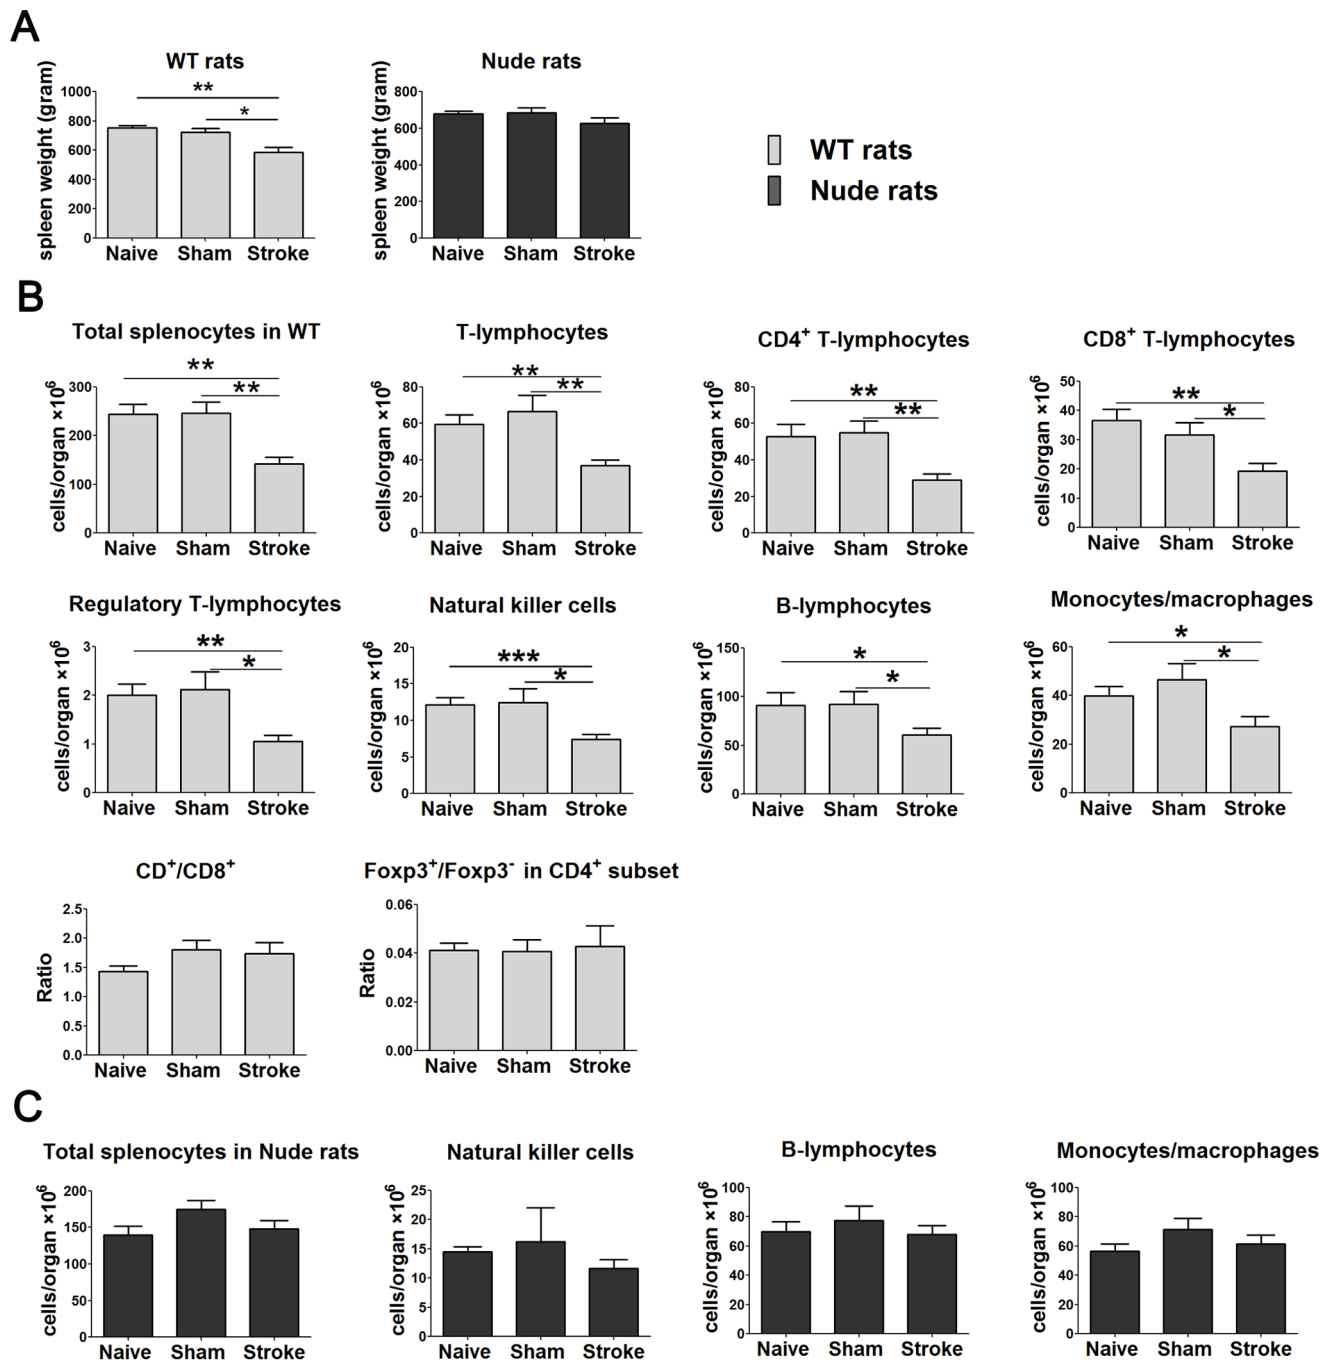 A
WT rats
Nude rats
spleen weight (gram)
1000
800
600
400
200
0
**
*
Naive Sham Stroke
spleen weight (gram)
800
600
400
200
0
Naive Sham Stroke
WT rats
Nude rats
B
Total splenocytes in WT
cells/organ ×10⁶
300
200
100
0
**
**
Naive Sham Stroke
T-lymphocytes
cells/organ ×10⁶
80
60
40
20
0
**
**
Naive Sham Stroke
CD4⁺ T-lymphocytes
cells/organ ×10⁶
80
60
40
20
0
**
**
Naive Sham Stroke
CD8⁺ T-lymphocytes
cells/organ ×10⁶
50
40
30
20
10
0
**
*
Naive Sham Stroke
Regulatory T-lymphocytes
cells/organ ×10⁶
3
2
1
0
**
*
Naive Sham Stroke
Natural killer cells
cells/organ ×10⁶
20
15
10
5
0
***
*
Naive Sham Stroke
B-lymphocytes
cells/organ ×10⁶
150
100
50
0
*
*
Naive Sham Stroke
Monocytes/macrophages
cells/organ ×10⁶
60
40
20
0
*
*
Naive Sham Stroke
CD⁺/CD8⁺
Ratio
2.5
2.0
1.5
1.0
0.5
0.0
Naive Sham Stroke
Foxp3⁺/Foxp3⁻ in CD4⁺ subset
Ratio
0.06
0.04
0.02
0.00
Naive Sham Stroke
C
Total splenocytes in Nude rats
cells/organ ×10⁶
200
150
100
50
0
Naive Sham Stroke
Natural killer cells
cells/organ ×10⁶
25
20
15
10
5
0
Naive Sham Stroke
B-lymphocytes
cells/organ ×10⁶
100
80
60
40
20
0
Naive Sham Stroke
Monocytes/macrophages
cells/organ ×10⁶
100
80
60
40
20
0
Naive Sham Stroke